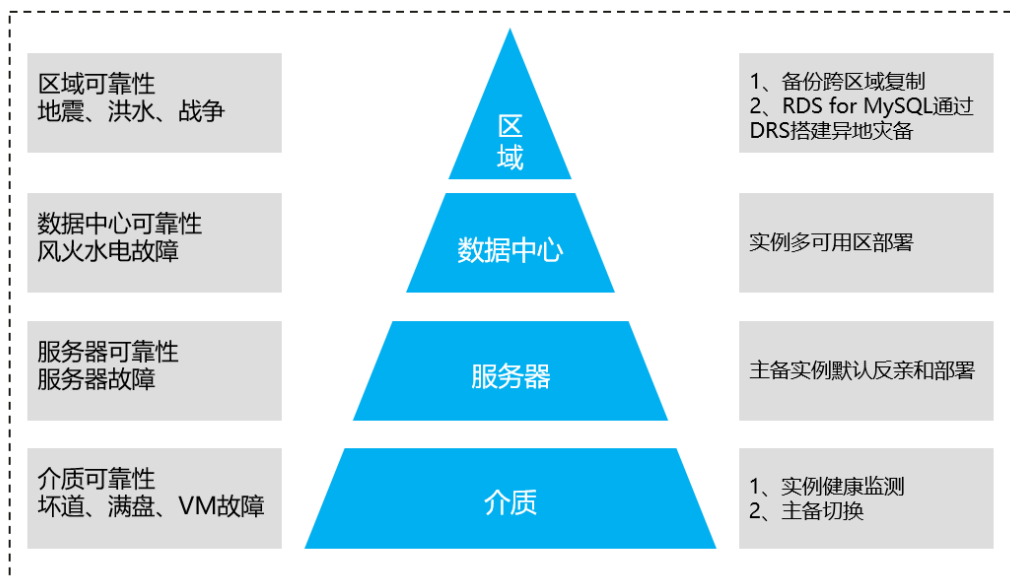 区域可靠性
地震、洪水、战争
区
域
1、备份跨区域复制
2、RDS for MySQL通过
DRS搭建异地灾备
数据中心可靠性
风火水电故障
数据中心
实例多可用区部署
服务器可靠性
服务器故障
服务器
主备实例默认反亲和部署
介质可靠性
坏道、满盘、VM故障
介质
1、实例健康监测
2、主备切换